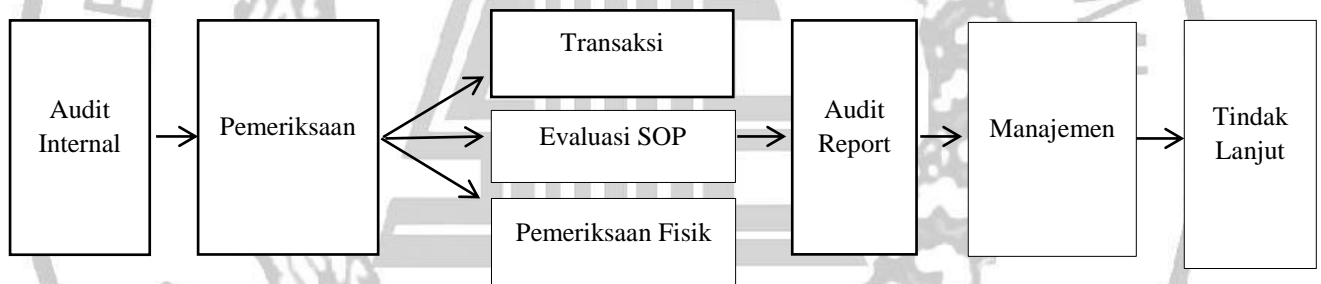 Audit
Internal
Pemeriksaan
Transaksi
Evaluasi SOP
Pemeriksaan Fisik
Audit
Report
Manajemen
Tindak
Lanjut